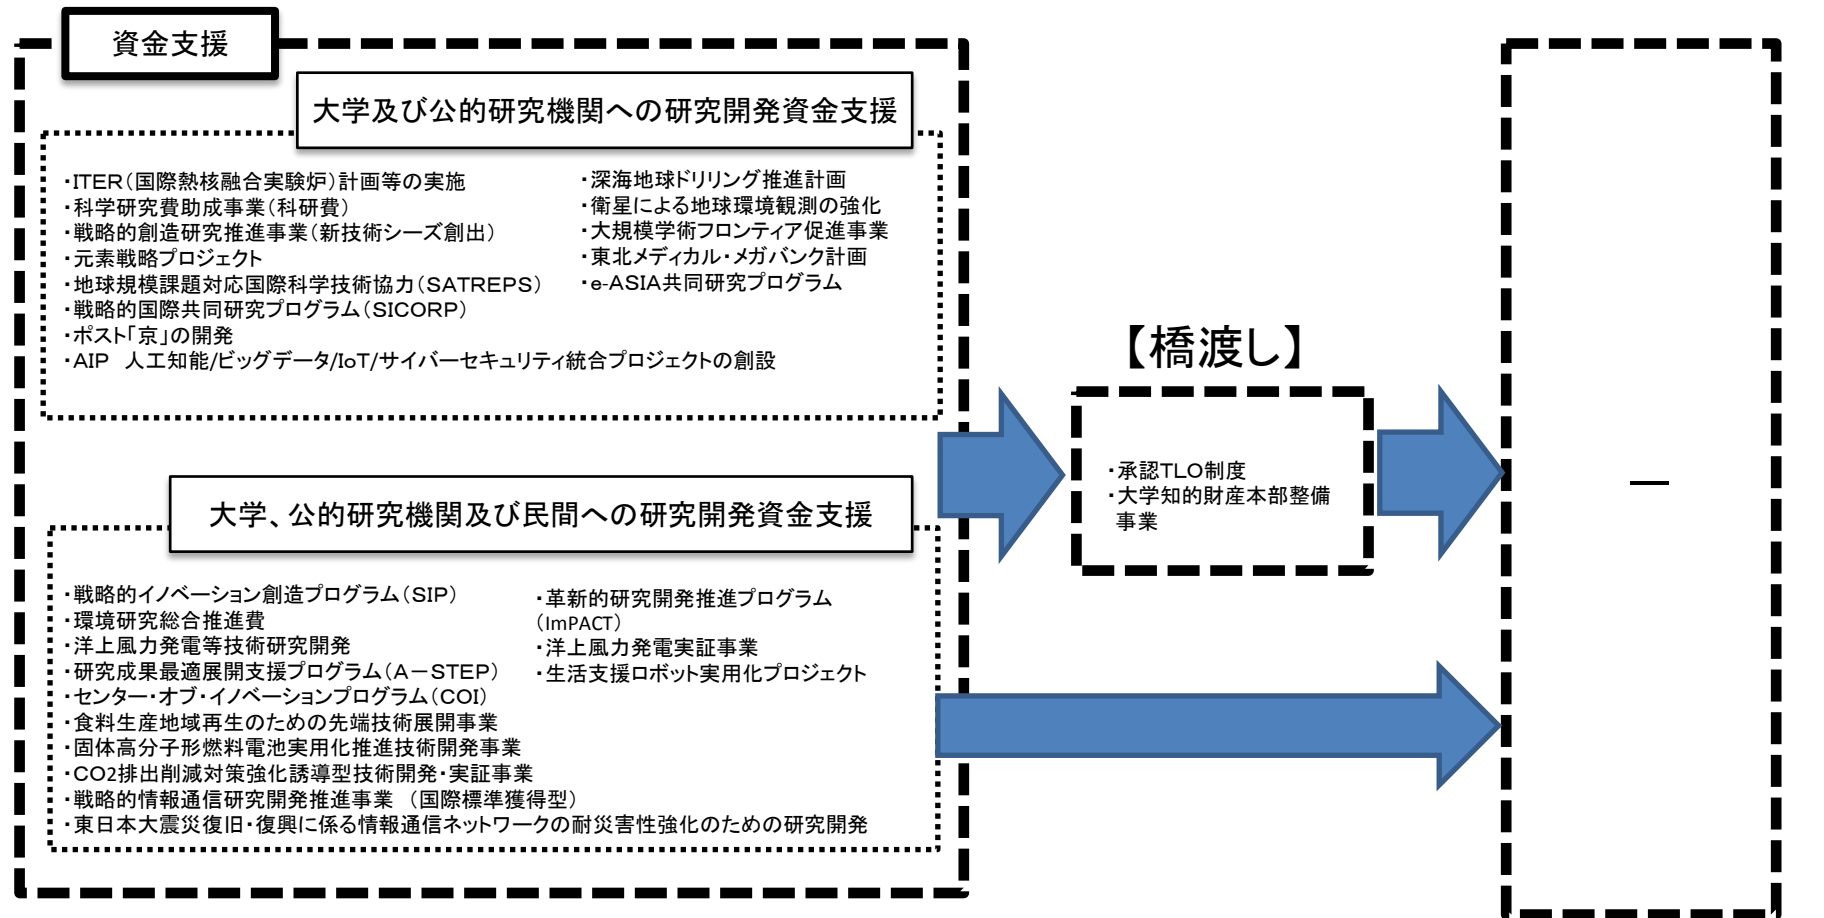 資金支援
大学及び公的研究機関への研究開発資金支援
・ITER（国際熱核融合実験炉）計画等の実施
・科学研究費助成事業（科研費）
・戦略的創造研究推進事業（新技術シーズ創出）
・元素戦略プロジェクト
・地球規模課題対応国際科学技術協力（SATREPS）
・戦略的国際共同研究プログラム（SICORP）
・ポスト「京」の開発
・AIP　人工知能/ビッグデータ/IoT/サイバーセキュリティ統合プロジェクトの創設
・深海地球ドリリング推進計画
・衛星による地球環境観測の強化
・大規模学術フロンティア促進事業
・東北メディカル・メガバンク計画
・e-ASIA共同研究プログラム
大学、公的研究機関及び民間への研究開発資金支援
・戦略的イノベーション創造プログラム（SIP）
・環境研究総合推進費
・洋上風力発電等技術研究開発
・研究成果最適展開支援プログラム（A－STEP）
・センター・オブ・イノベーションプログラム（COI）
・食料生産地域再生のための先端技術展開事業
・固体高分子形燃料電池実用化推進技術開発事業
・CO2排出削減対策強化誘導型技術開発・実証事業
・戦略的情報通信研究開発推進事業　（国際標準獲得型）
・東日本大震災復旧・復興に係る情報通信ネットワークの耐災害性強化のための研究開発
・革新的研究開発推進プログラム
（ImPACT）
・洋上風力発電実証事業
・生活支援ロボット実用化プロジェクト
【橋渡し】
・承認TLO制度
・大学知的財産本部整備
事業
―